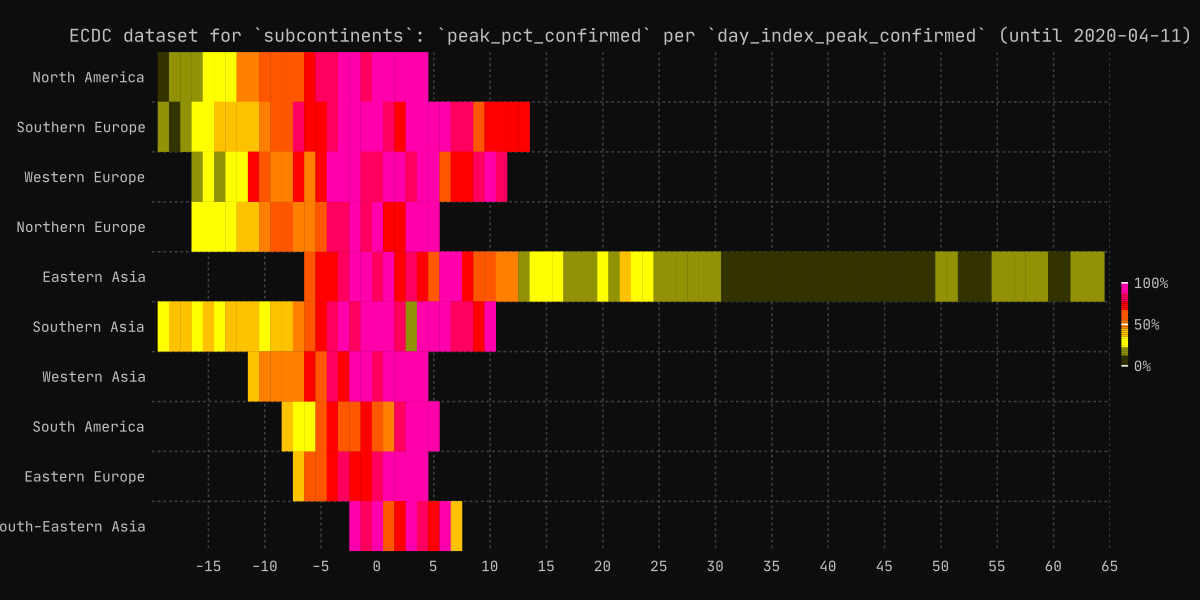 ECDC dataset for `subcontinents`: `peak_pct_confirmed` per `day_index_peak_confirmed` (until 2020-04-11)
North America
Southern Europe
Western Europe
Northern Europe
Eastern Asia
Southern Asia
Western Asia
South America
Eastern Europe
outh-Eastern Asia
100%
50%
0%
-15 -10 -5 0 5 10 15 20 25 30 35 40 45 50 55 60 65